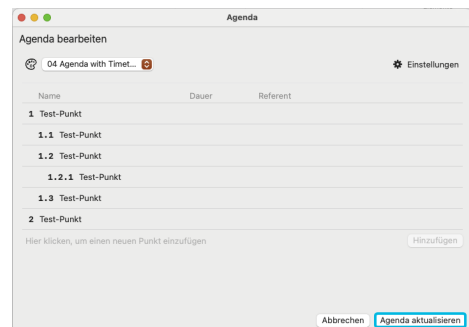 Agenda
Agenda bearbeiten
04 Agenda with Timet...
Einstellungen
Name Dauer Referent
1 Test-Punkt
1.1 Test-Punkt
1.2 Test-Punkt
1.2.1 Test-Punkt
1.3 Test-Punkt
2 Test-Punkt
Hier klicken, um einen neuen Punkt einzufügen Hinzufügen
Abbrechen Agenda aktualisieren